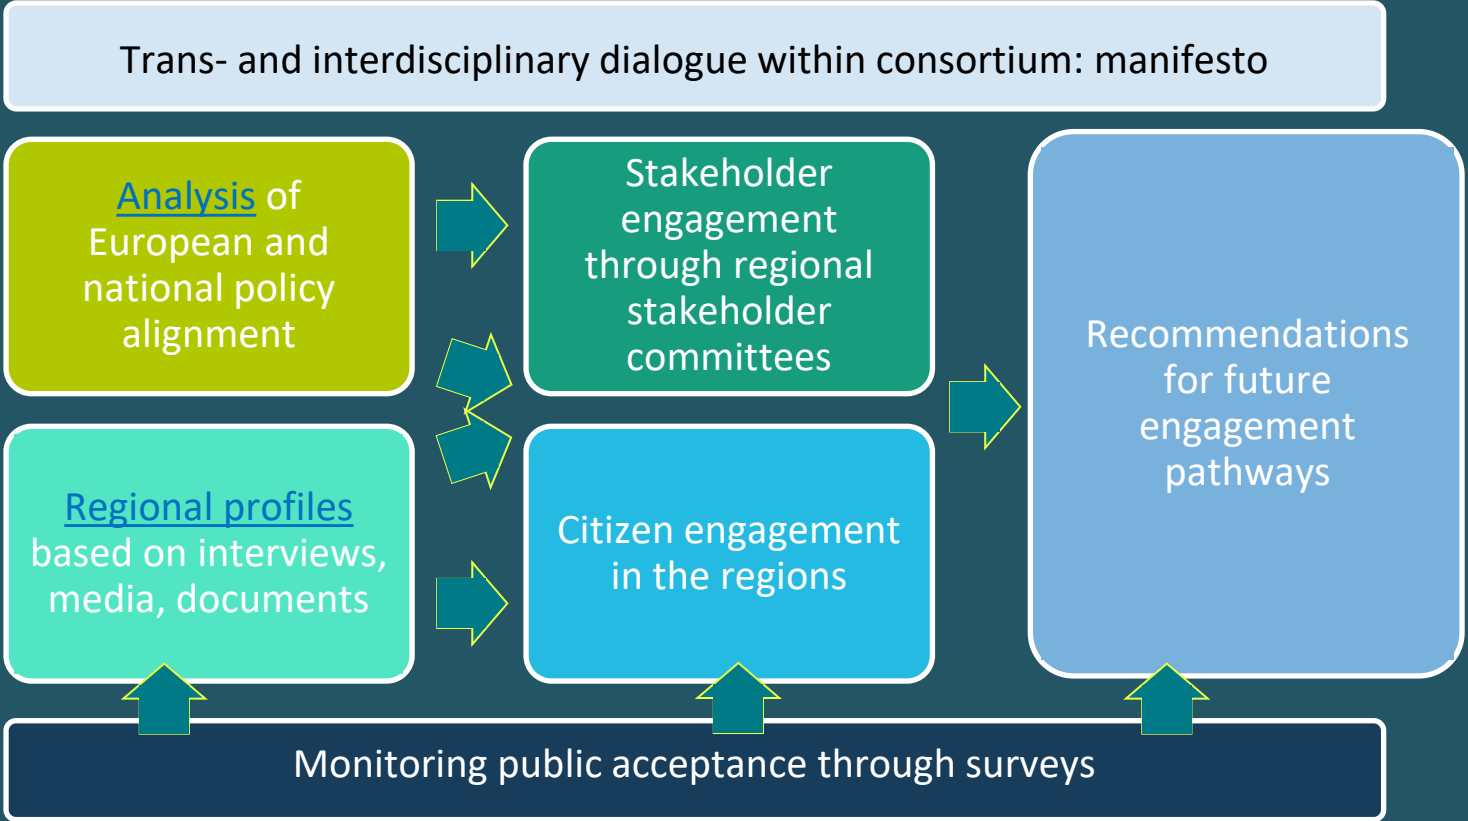 Trans- and interdisciplinary dialogue within consortium: manifesto
Analysis of
European and
national policy
alignment
Stakeholder
engagement
through regional
stakeholder
committees
Recommendations
for future
engagement
pathways
Regional profiles
based on interviews,
media, documents
Citizen engagement
in the regions
Monitoring public acceptance through surveys